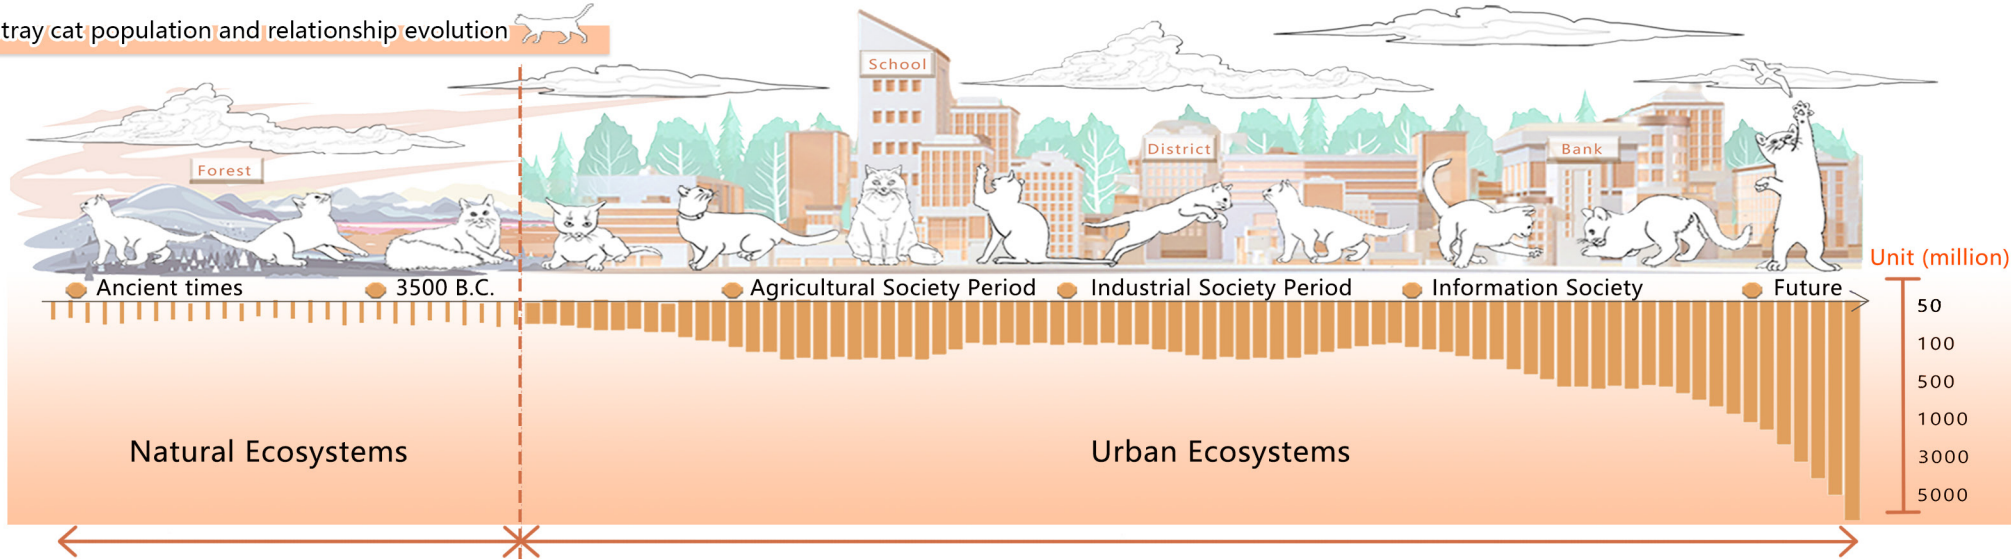 tray cat population and relationship evolution
School
Forest
District
Bank
Unit (million)
Ancient times
3500 B.C.
Agricultural Society Period
Industrial Society Period
Information Society
Future
50
100
500
1000
3000
5000
Natural Ecosystems
Urban Ecosystems